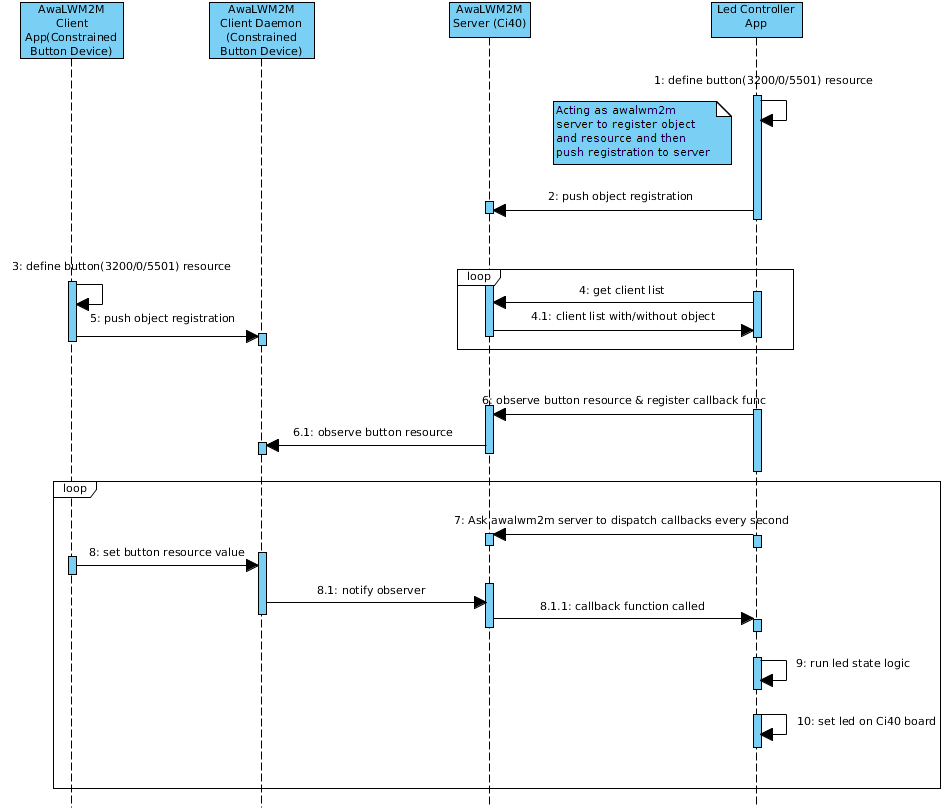 AwaLWM2M
Client
App(Constrained
Button Device)
AwaLWM2M
Client Daemon
(Constrained
Button Device)
AwaLWM2M
Server (Ci40)
Led Controller
App
1: define button(3200/0/5501) resource
Acting as awalwm2m
server to register object
and resource and then
push registration to server
2: push object registration
3: define button(3200/0/5501) resource
loop
4: get client list
5: push object registration
4.1: client list with/without object
6: observe button resource & register callback func
6.1: observe button resource
loop
7: Ask awalwm2m server to dispatch callbacks every second
8: set button resource value
8.1: notify observer
8.1.1: callback function called
9: run led state logic
10: set led on Ci40 board